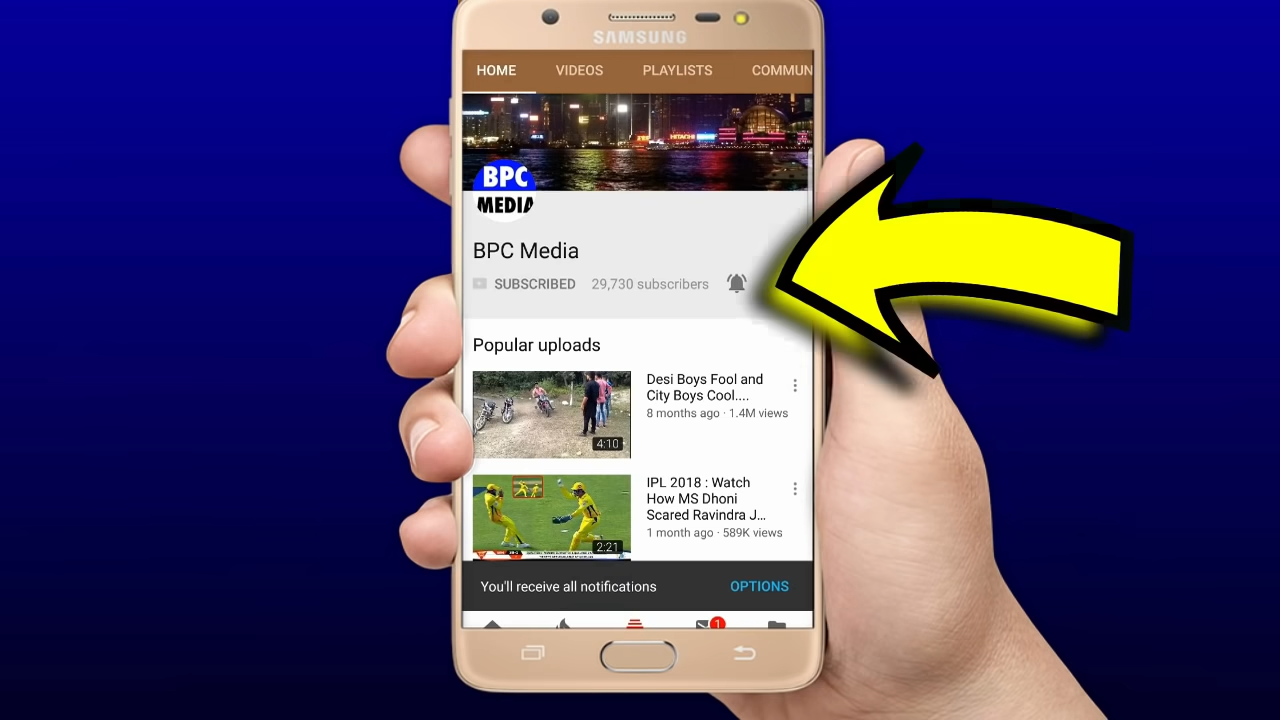 SAMSUNG
HOME VIDEOS PLAYLISTS COMMUN
HITACHI
BPC
MEDIA
BPC Media
SUBSCRIBED 29,730 subscribers
Popular uploads
Desi Boys Fool and
City Boys Cool....
8 months ago · 1.4M views
4:10
IPL 2018 : Watch
How MS Dhoni
Scared Ravindra J...
1 month ago · 589K views
2:21
You'll receive all notifications OPTIONS
1